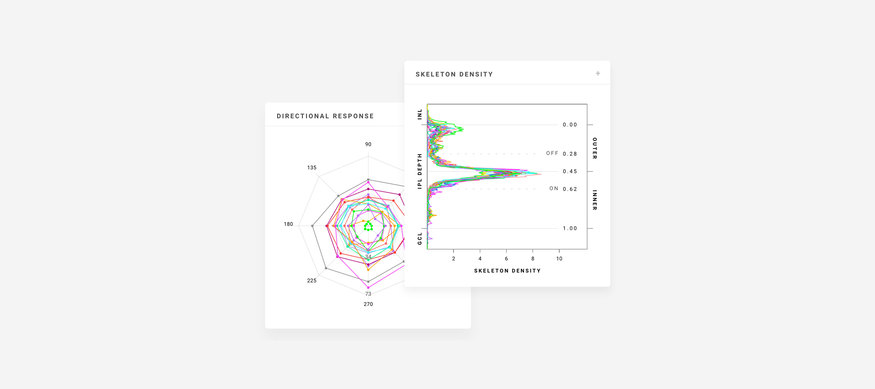 DIRECTIONAL RESPONSE
90
135
180
225
73
270
SKELETON DENSITY
+
INL
IPL DEPTH
GCL
0.00
OFF 0.28
0.45
ON 0.62
1.00
OUTER
INNER
2 4 6 8 10
SKELETON DENSITY